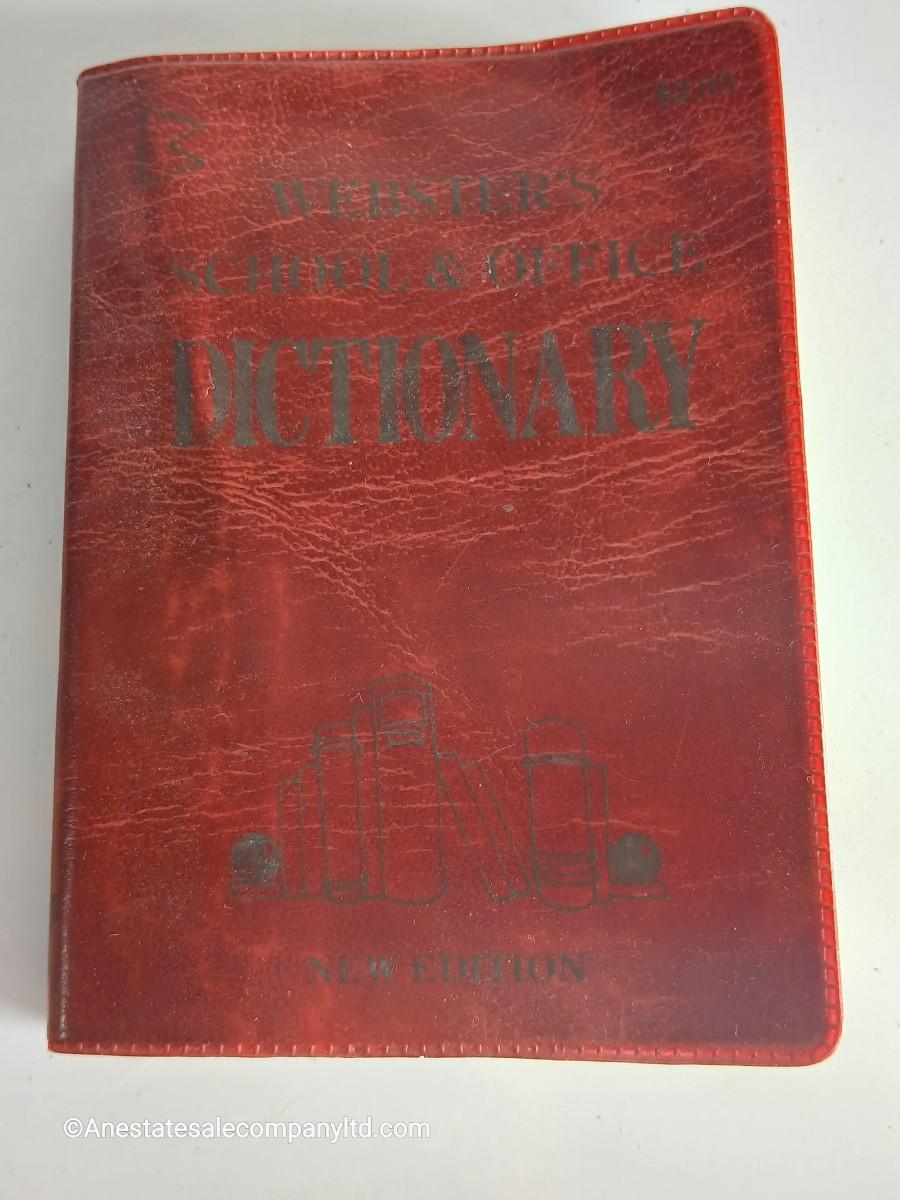 WEBSTER'S
SCHOOL & OFFICE
DICTIONARY
NEW EDITION
©Anestatesalecompanyltd.com